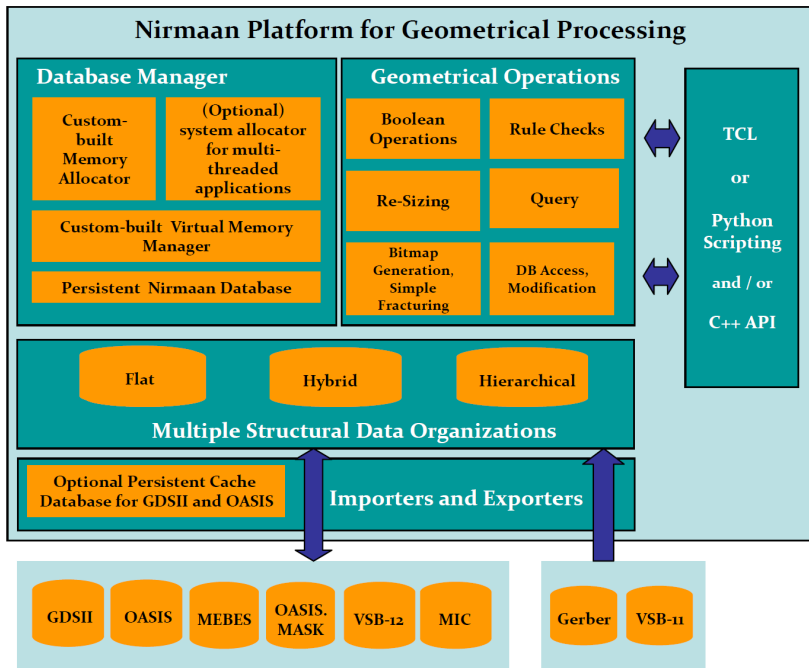 Nirmaan Platform for Geometrical Processing
Database Manager
Custom-
built
Memory
Allocator
(Optional)
system allocator
for multi-
threaded
applications
Custom-built Virtual Memory
Manager
Persistent Nirmaan Database
Geometrical Operations
Boolean
Operations
Rule Checks
Re-Sizing
Query
Bitmap
Generation,
Simple
Fracturing
DB Access,
Modification
TCL
or
Python
Scripting
and / or
C++ API
Flat
Hybrid
Hierarchical
Multiple Structural Data Organizations
Optional Persistent Cache
Database for GDSII and OASIS
Importers and Exporters
GDSII
OASIS
MEBES
OASIS.
MASK
VSB-12
MIC
Gerber
VSB-11